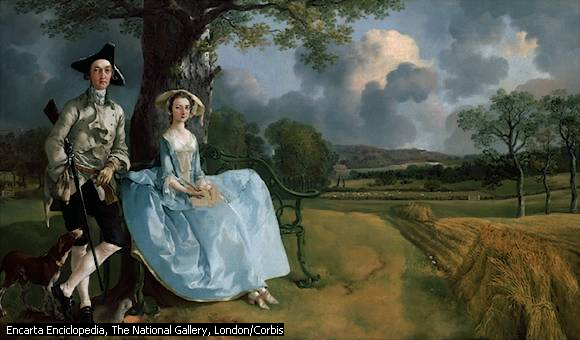 Encarta Enciclopedia, The National Gallery, London/Corbis